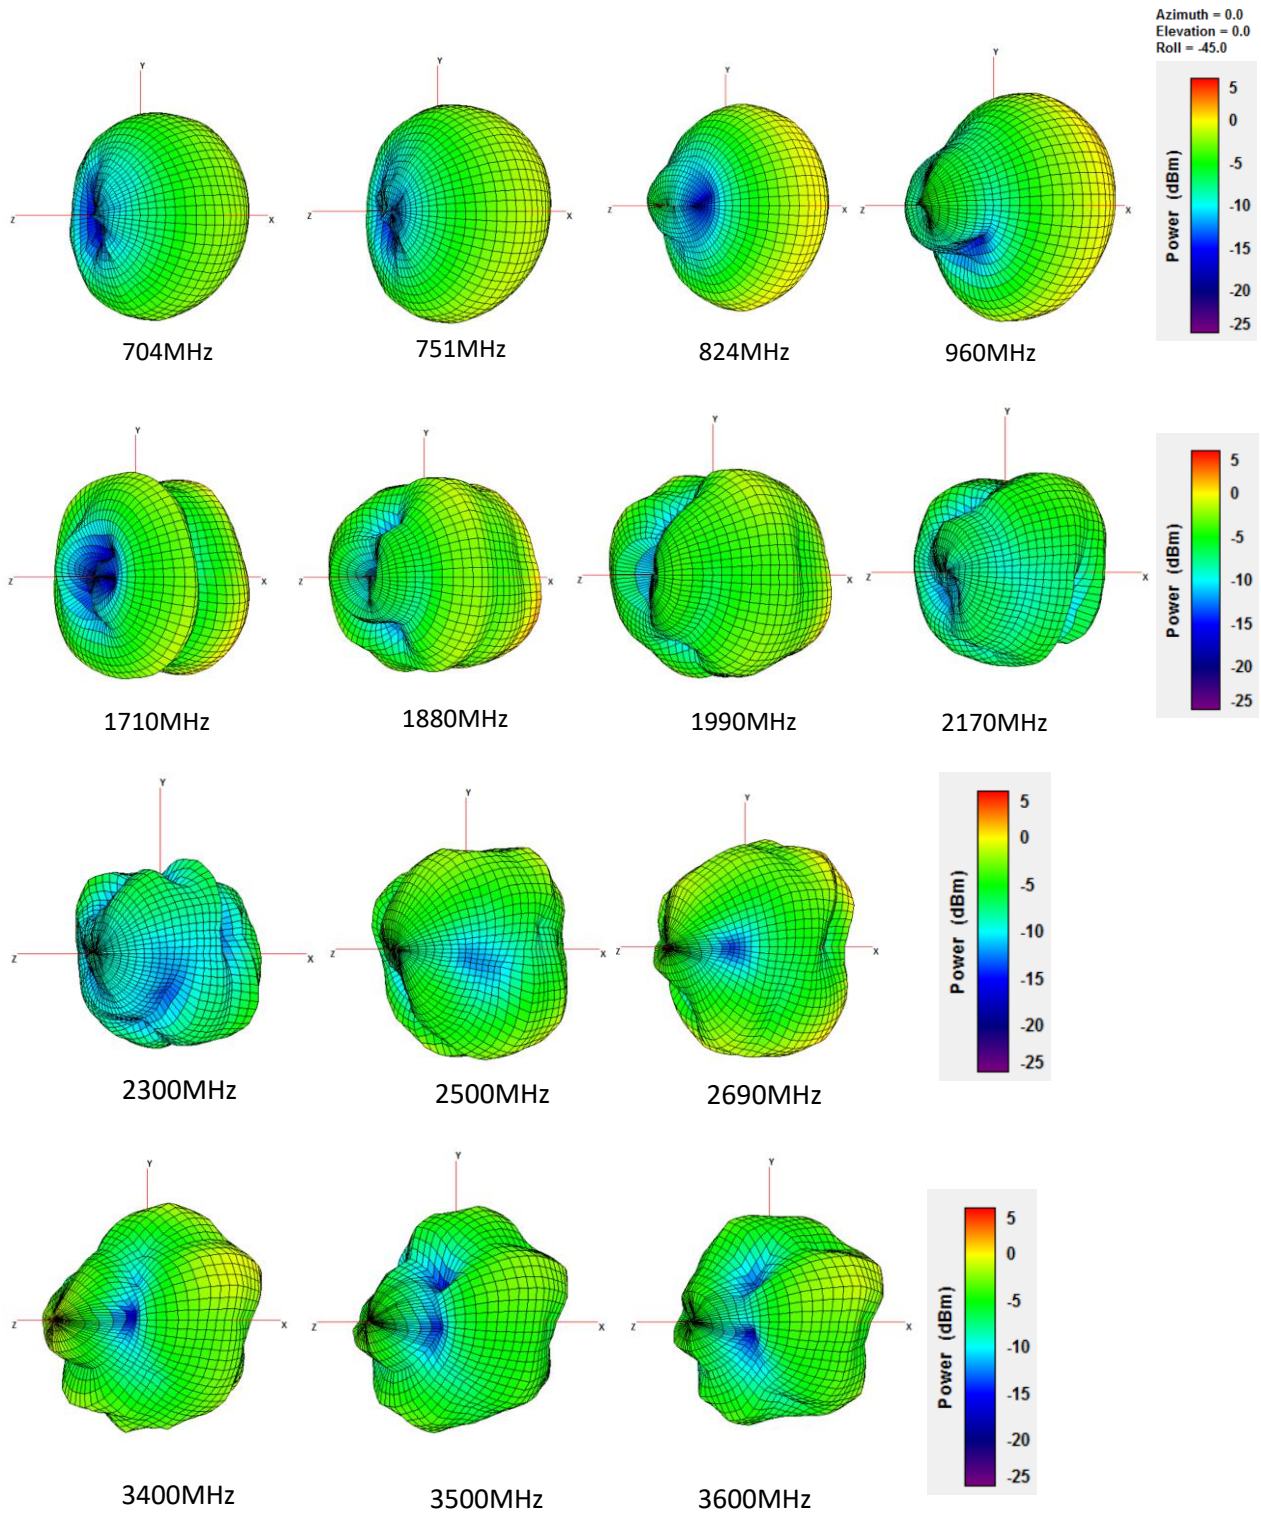 Azimuth = 0.0
Elevation = 0.0
Roll = -45.0
Y
Z
X
Y
Z
X
Y
Z
X
Y
Z
X
Power (dBm)
5
0
-5
-10
-15
-20
-25
704MHz
751MHz
824MHz
960MHz
Y
Z
X
Y
Z
X
Y
Z
X
Y
Z
X
Power (dBm)
5
0
-5
-10
-15
-20
-25
1710MHz
1880MHz
1990MHz
2170MHz
Y
Z
X
Y
Z
X
Y
Z
X
Power (dBm)
5
0
-5
-10
-15
-20
-25
2300MHz
2500MHz
2690MHz
Y
Z
X
Y
Z
X
Y
Z
X
Power (dBm)
5
0
-5
-10
-15
-20
-25
3400MHz
3500MHz
3600MHz